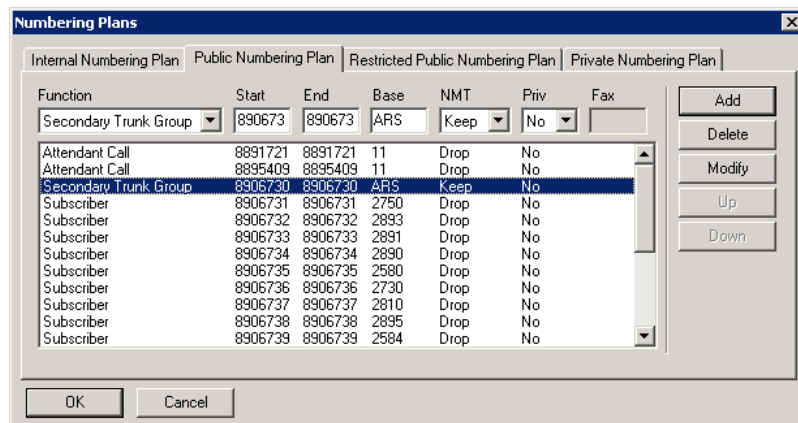 Numbering Plans
Internal Numbering Plan Public Numbering Plan Restricted Public Numbering Plan Private Numbering Plan
Function Start End Base NMT Priv Fax
Secondary Trunk Group 890673 890673 ARS Keep No
Add
Delete
Modify
Up
Down
Attendant Call 8891721 8891721 11 Drop No
Attendant Call 8895409 8895409 11 Drop No
Secondary Trunk Group 8906730 8906730 ARS Keep No
Subscriber 8906731 8906731 2750 Drop No
Subscriber 8906732 8906732 2893 Drop No
Subscriber 8906733 8906733 2891 Drop No
Subscriber 8906734 8906734 2890 Drop No
Subscriber 8906735 8906735 2580 Drop No
Subscriber 8906736 8906736 2730 Drop No
Subscriber 8906737 8906737 2810 Drop No
Subscriber 8906738 8906738 2895 Drop No
Subscriber 8906739 8906739 2584 Drop No
OK Cancel